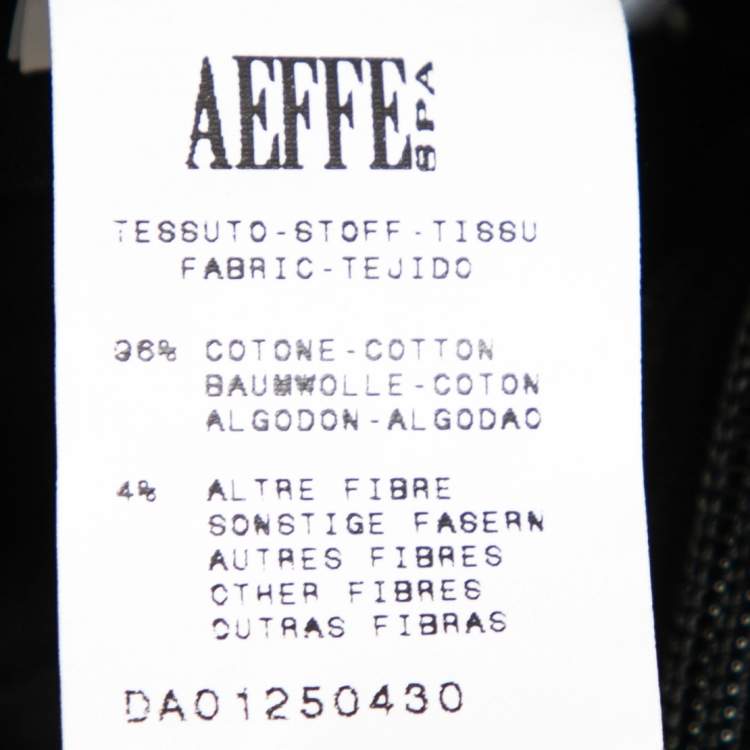 AEFFE SPA
TESSUTO-STOFF-TISSU
FABRIC-TEJIDO
96% COTONE-COTTON
BAUMWOLLE-COTON
ALGODON-ALGODAO
4% ALTRE FIBRE
SONSTIGE FASERN
AUTRES FIBRES
OTHER FIBRES
OUTRAS FIBRAS
DA01250430